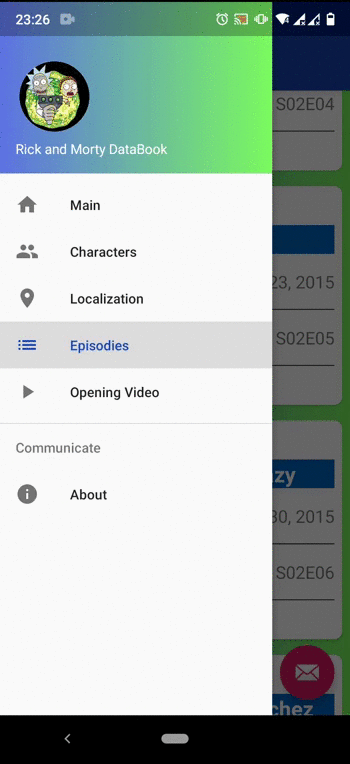 23:26
Rick and Morty DataBook
Main
Characters
Localization
Episodies
Opening Video
Communicate
About
S02E04
23, 2015
S02E05
zy
30, 2015
S02E06
chez